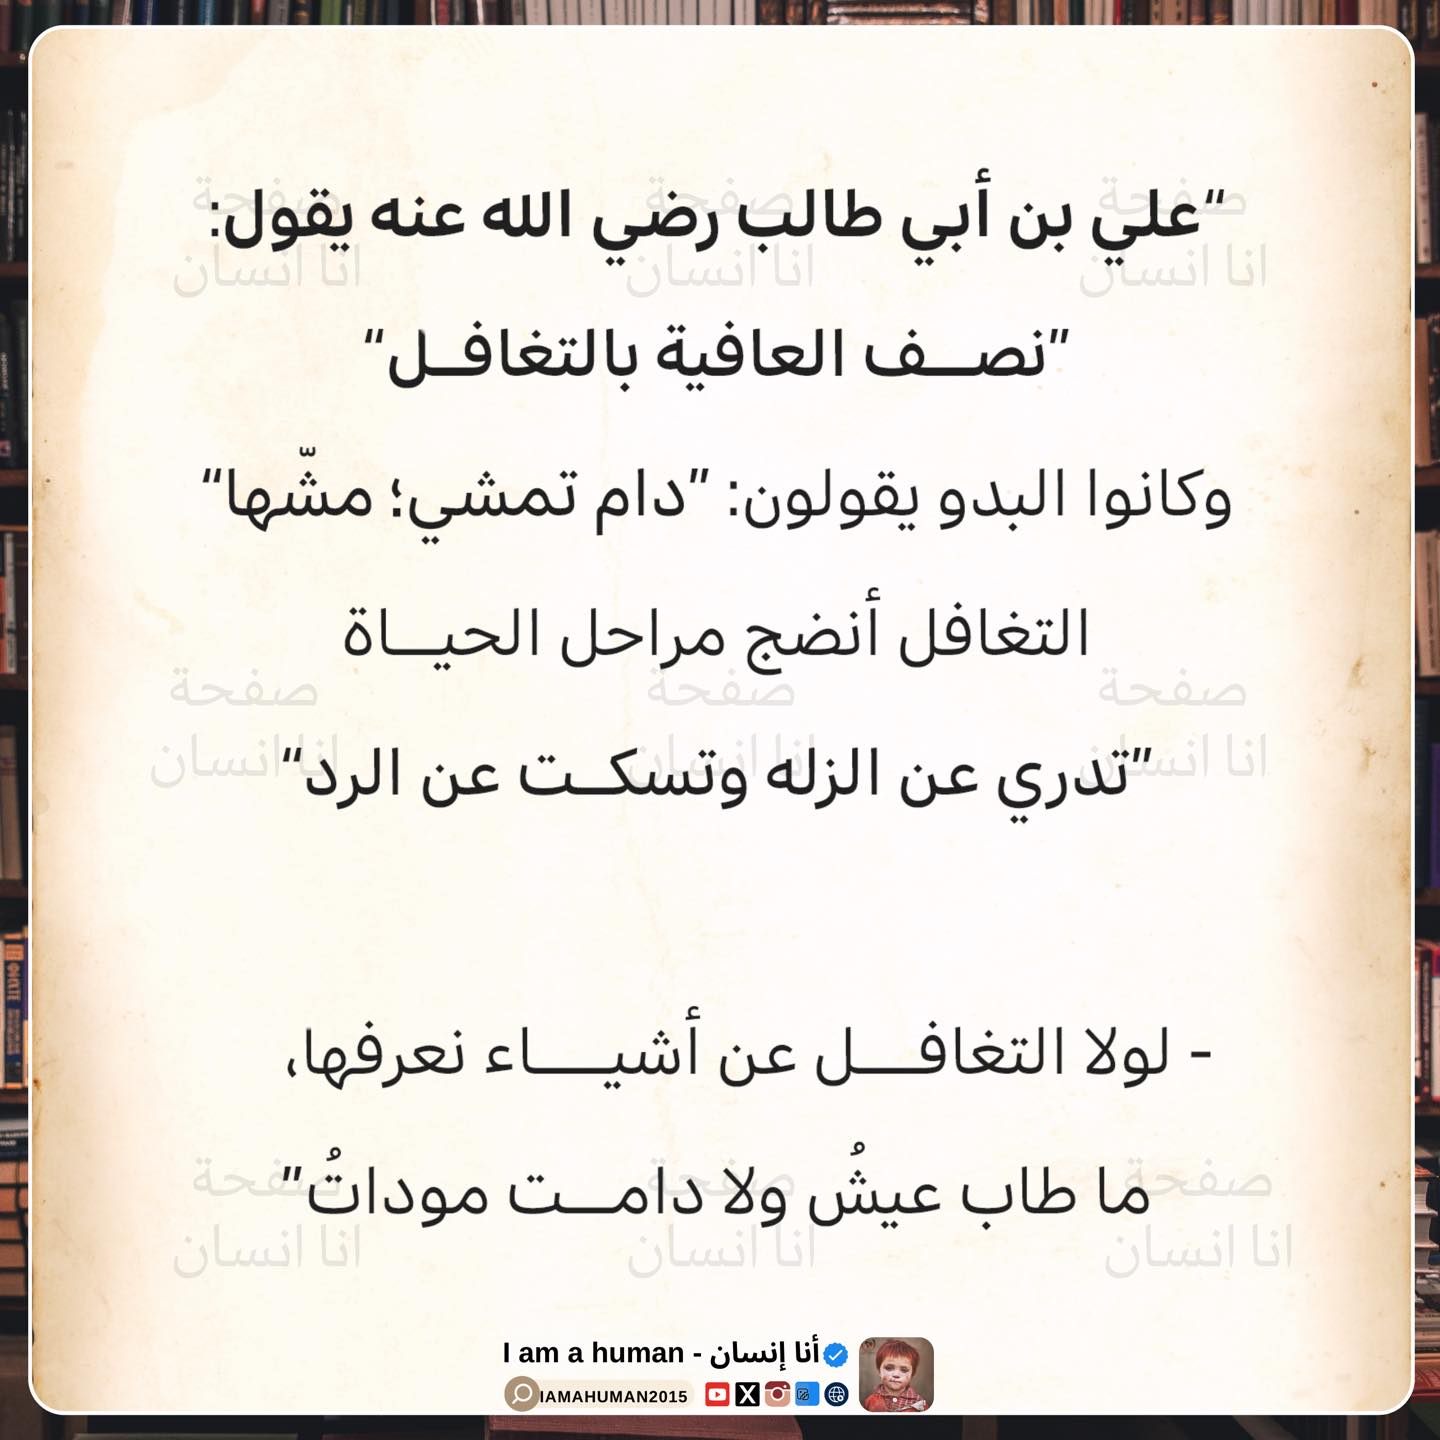 “علي بن أبي طالب رضي الله عنه يقول:
”نصــف العافية بالتغافــل“
وكانوا البدو يقولون: ”دام تمشي؛ مشّها“
التغافل أنضج مراحل الحيــاة
”تدري عن الزله وتسكــت عن الرد“
- لولا التغافـــل عن أشيـــاء نعرفها،
ما طاب عيشُ ولا دامــت موداتُ"
صفحة انا انسان
أنا إنسان - I am a human
IAMAHUMAN2015